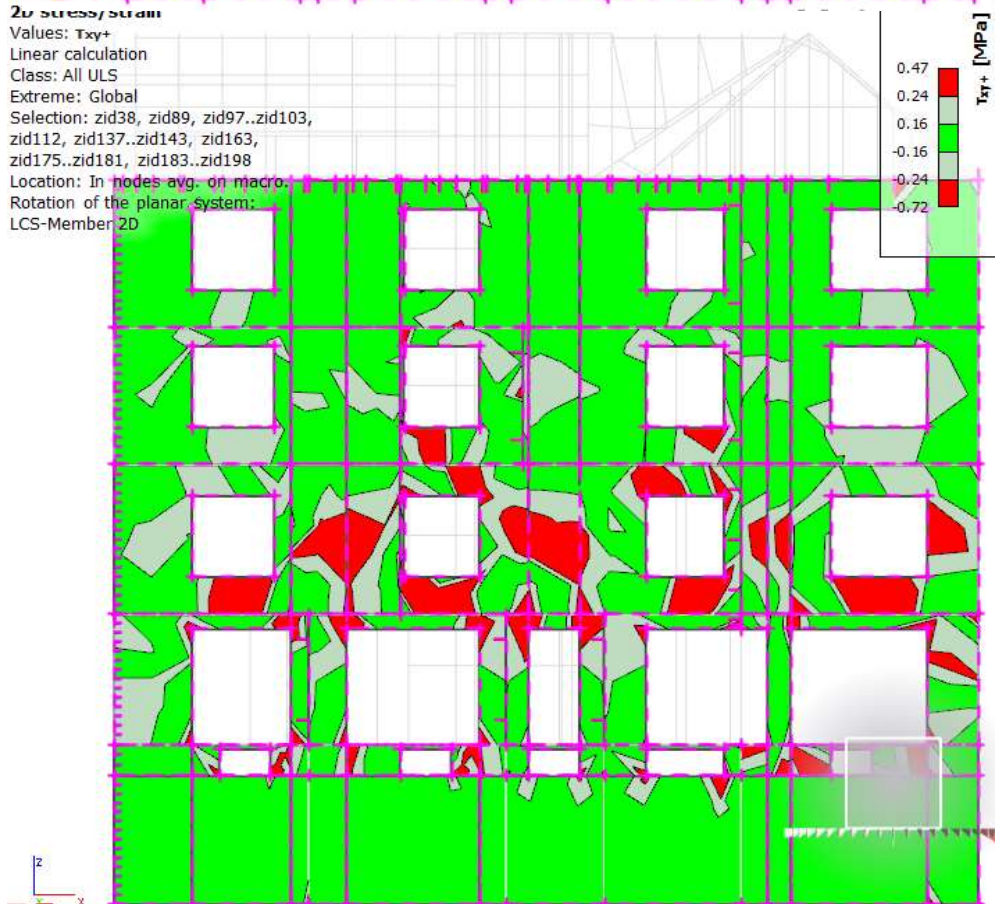 2D stress/strain
Values: τxy+
Linear calculation
Class: All ULS
Extreme: Global
Selection: zid38, zid89, zid97..zid103,
zid112, zid137..zid143, zid163,
zid175..zid181, zid183..zid198
Location: In nodes avg. on macro.
Rotation of the planar system:
LCS-Member 2D
τxy+ [MPa]
0.47
0.24
0.16
-0.16
-0.24
-0.72
z
x